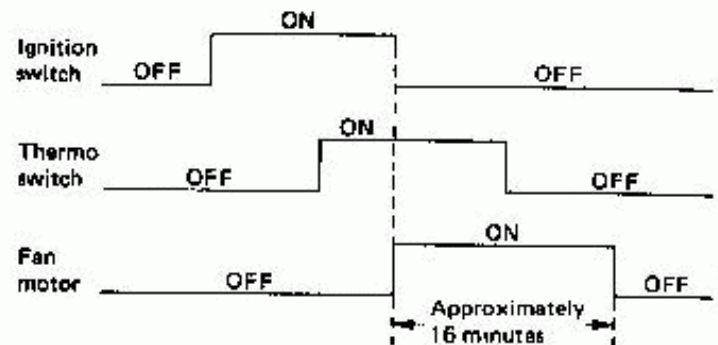 ON
Ignition
switch
OFF
OFF
ON
Thermo
switch
OFF
OFF
ON
Fan
motor
OFF
OFF
Approximately
16 minutes